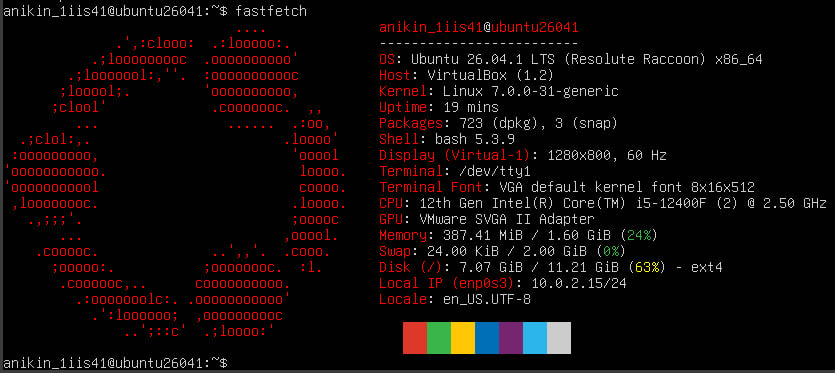 anikin_1iis41@ubuntu26041:~$ fastfetch
anikin_1iis41@ubuntu26041
-------------------------
OS: Ubuntu 26.04.1 LTS (Resolute Raccoon) x86_64
Host: VirtualBox (1.2)
Kernel: Linux 7.0.0-31-generic
Uptime: 19 mins
Packages: 723 (dpkg), 3 (snap)
Shell: bash 5.3.9
Display (Virtual-1): 1280x800, 60 Hz
Terminal: /dev/tty1
Terminal Font: VGA default kernel font 8x16x512
CPU: 12th Gen Intel(R) Core(TM) i5-12400F (2) @ 2.50 GHz
GPU: VMware SVGA II Adapter
Memory: 387.41 MiB / 1.60 GiB (24%)
Swap: 24.00 KiB / 2.00 GiB (0%)
Disk (/): 7.07 GiB / 11.21 GiB (63%) - ext4
Local IP (enp0s3): 10.0.2.15/24
Locale: en_US.UTF-8
anikin_1iis41@ubuntu26041:~$